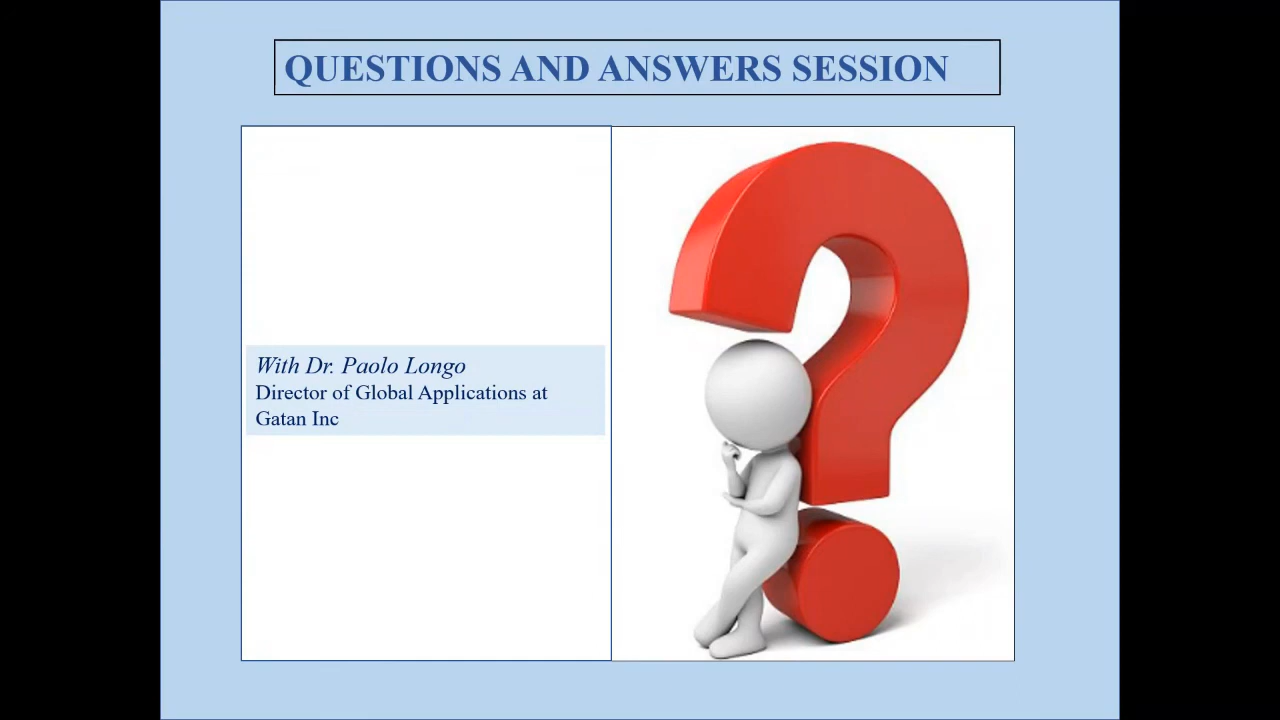 QUESTIONS AND ANSWERS SESSION
With Dr. Paolo Longo
Director of Global Applications at
Gatan Inc